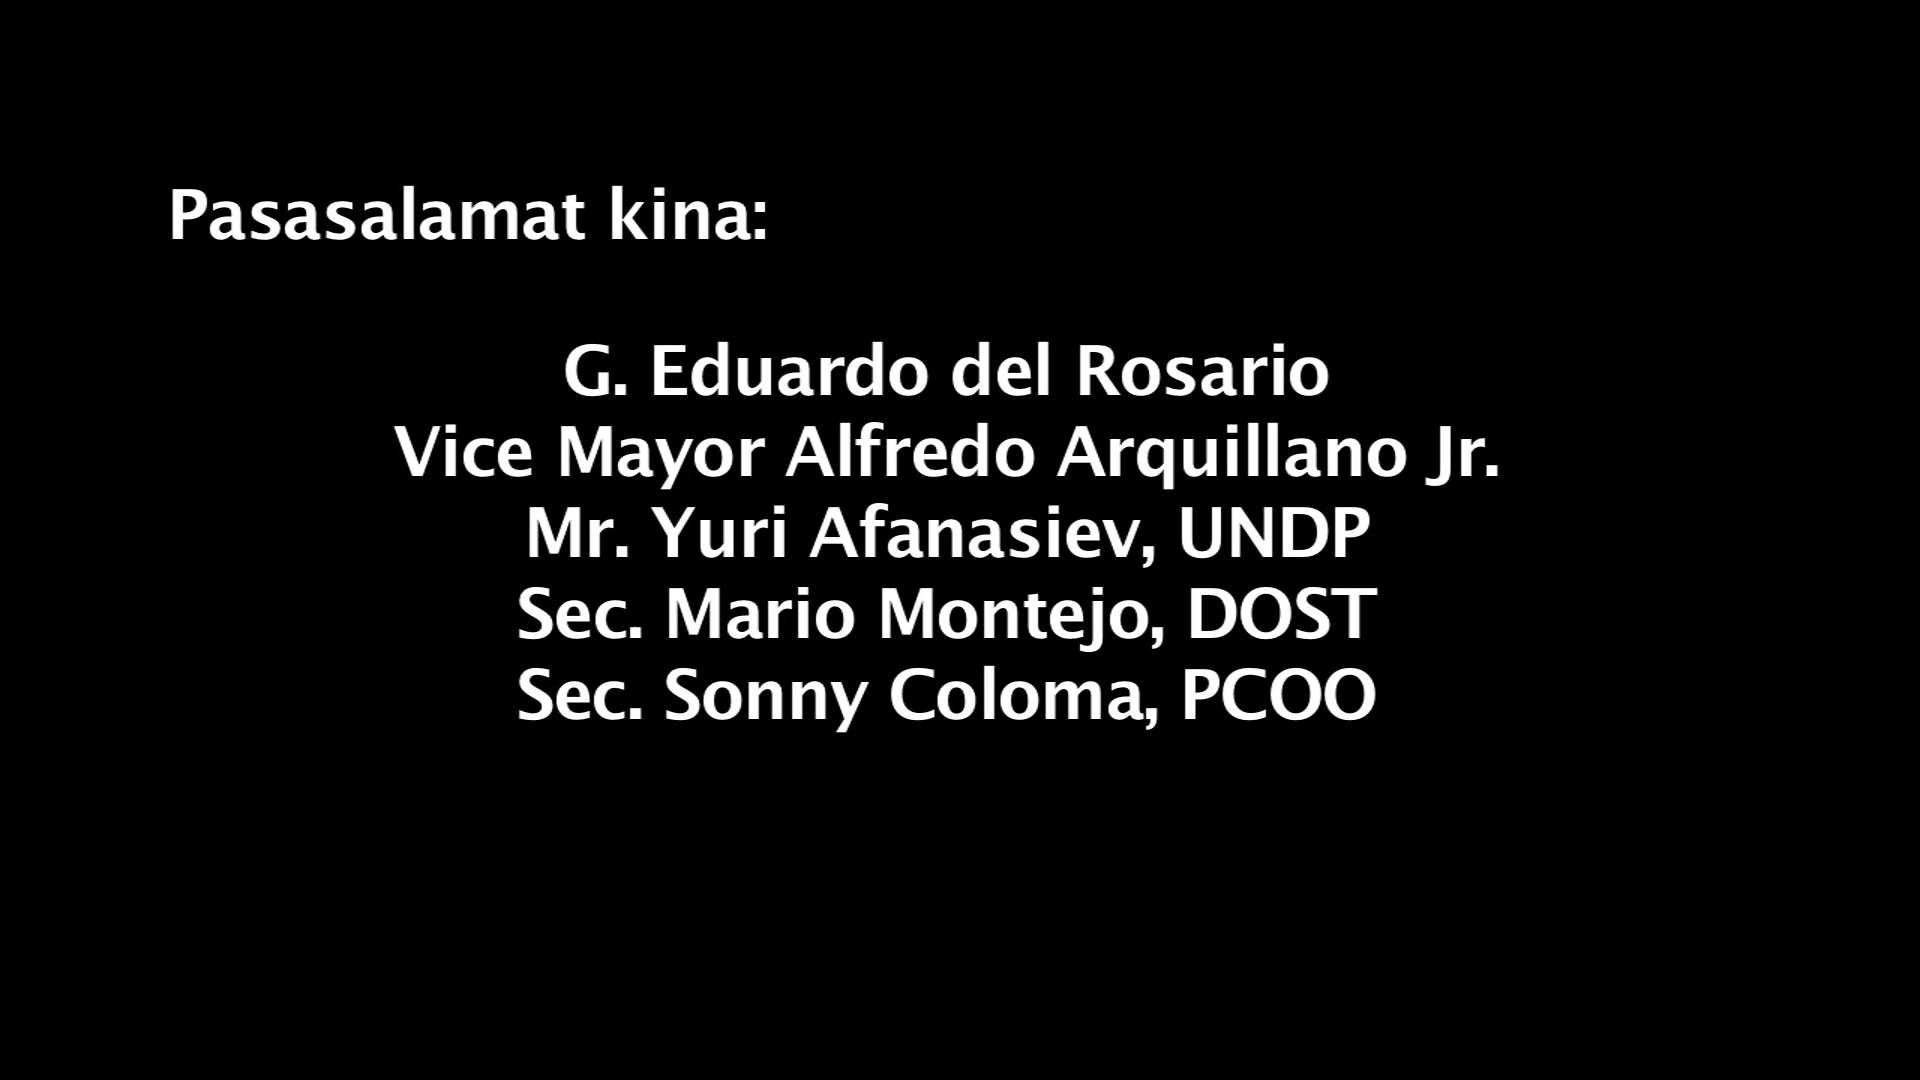 Pasasalamat kina:
G. Eduardo del Rosario
Vice Mayor Alfredo Arquillano Jr.
Mr. Yuri Afanasiev, UNDP
Sec. Mario Montejo, DOST
Sec. Sonny Coloma, PCOO